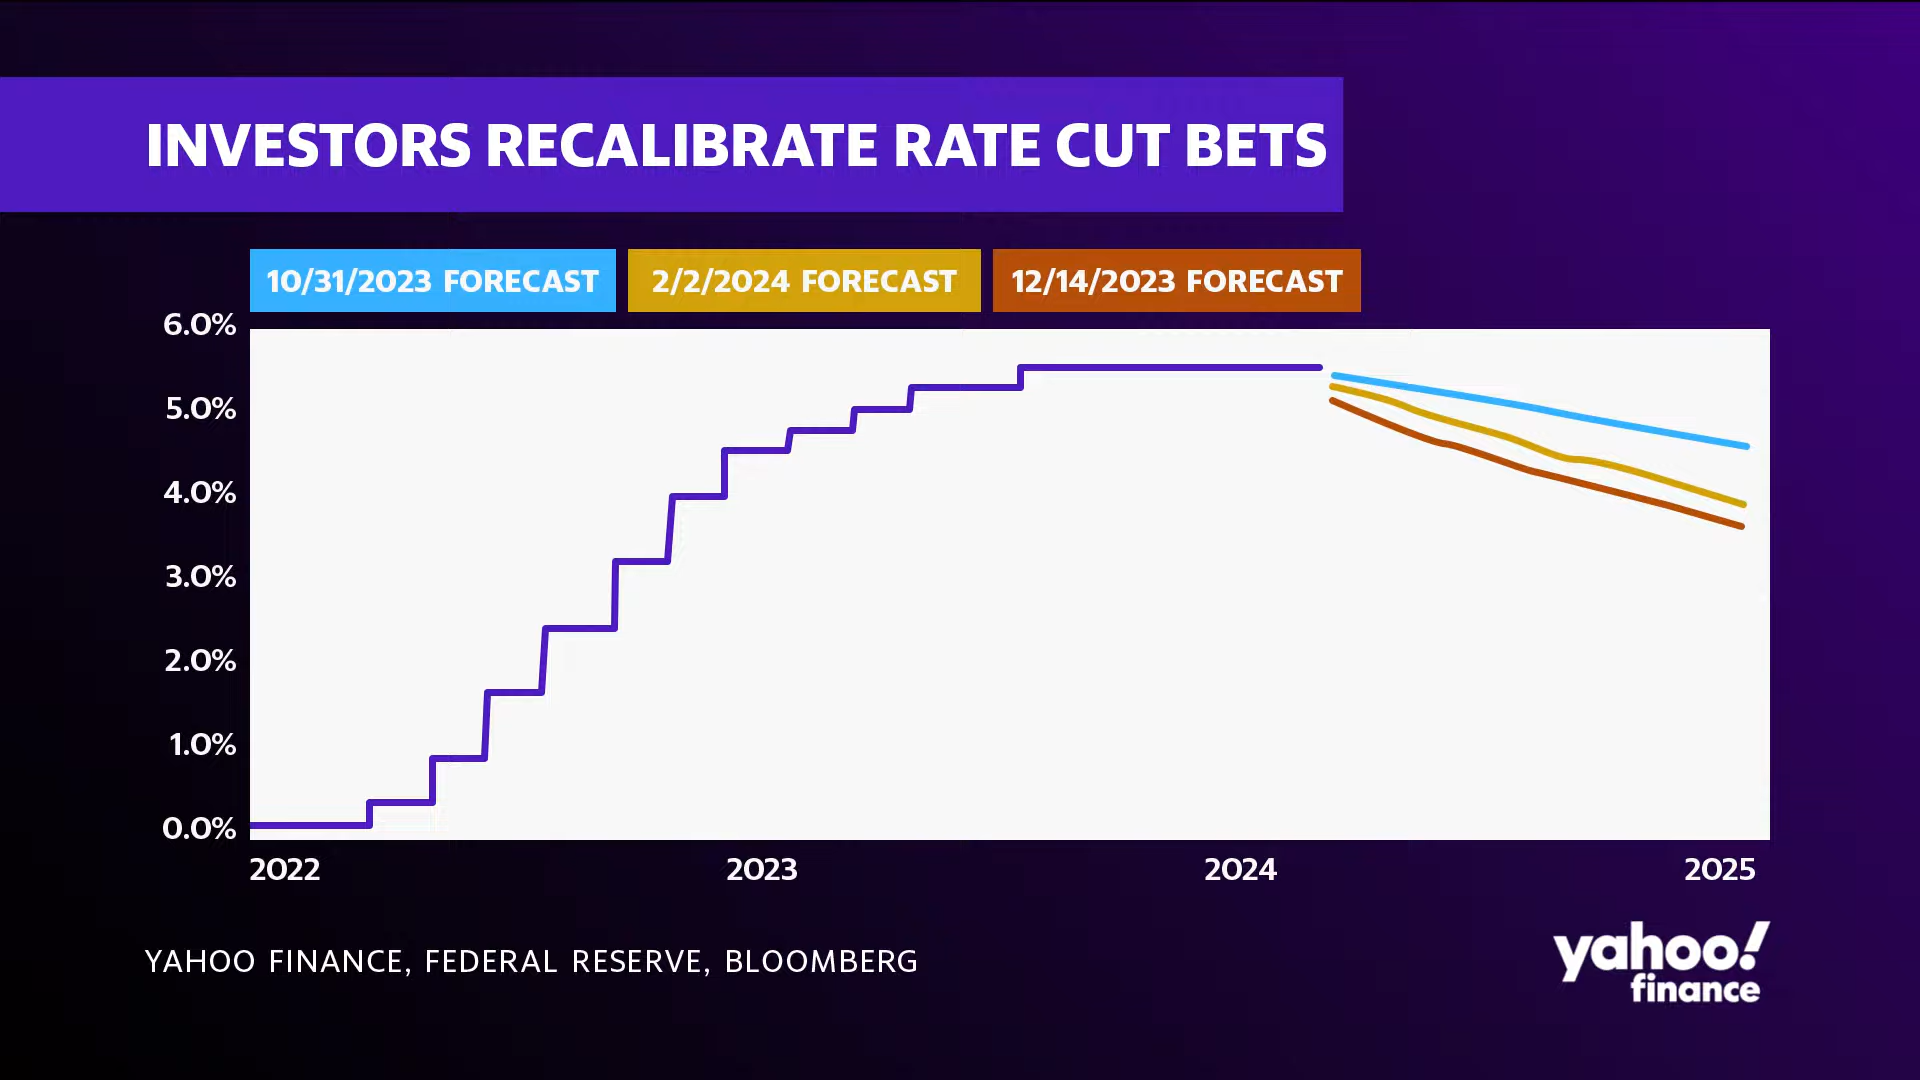 INVESTORS RECALIBRATE RATE CUT BETS
10/31/2023 FORECAST
2/2/2024 FORECAST
12/14/2023 FORECAST
6.0%
5.0%
4.0%
3.0%
2.0%
1.0%
0.0%
2022 2023 2024 2025
YAHOO FINANCE, FEDERAL RESERVE, BLOOMBERG
yahoo!
finance